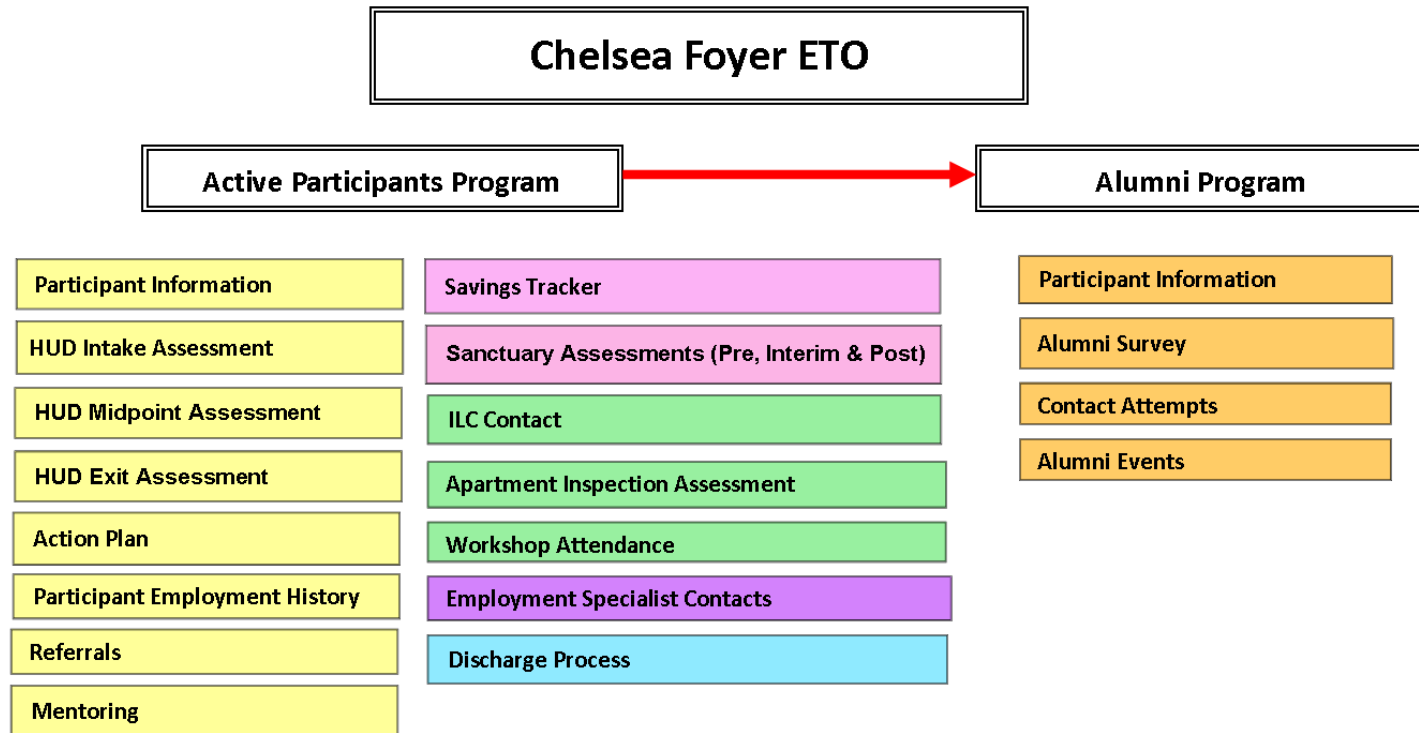 Chelsea Foyer ETO
Active Participants Program
Alumni Program
Participant Information
HUD Intake Assessment
HUD Midpoint Assessment
HUD Exit Assessment
Action Plan
Participant Employment History
Referrals
Mentoring
Savings Tracker
Sanctuary Assessments (Pre, Interim & Post)
ILC Contact
Apartment Inspection Assessment
Workshop Attendance
Employment Specialist Contacts
Discharge Process
Participant Information
Alumni Survey
Contact Attempts
Alumni Events